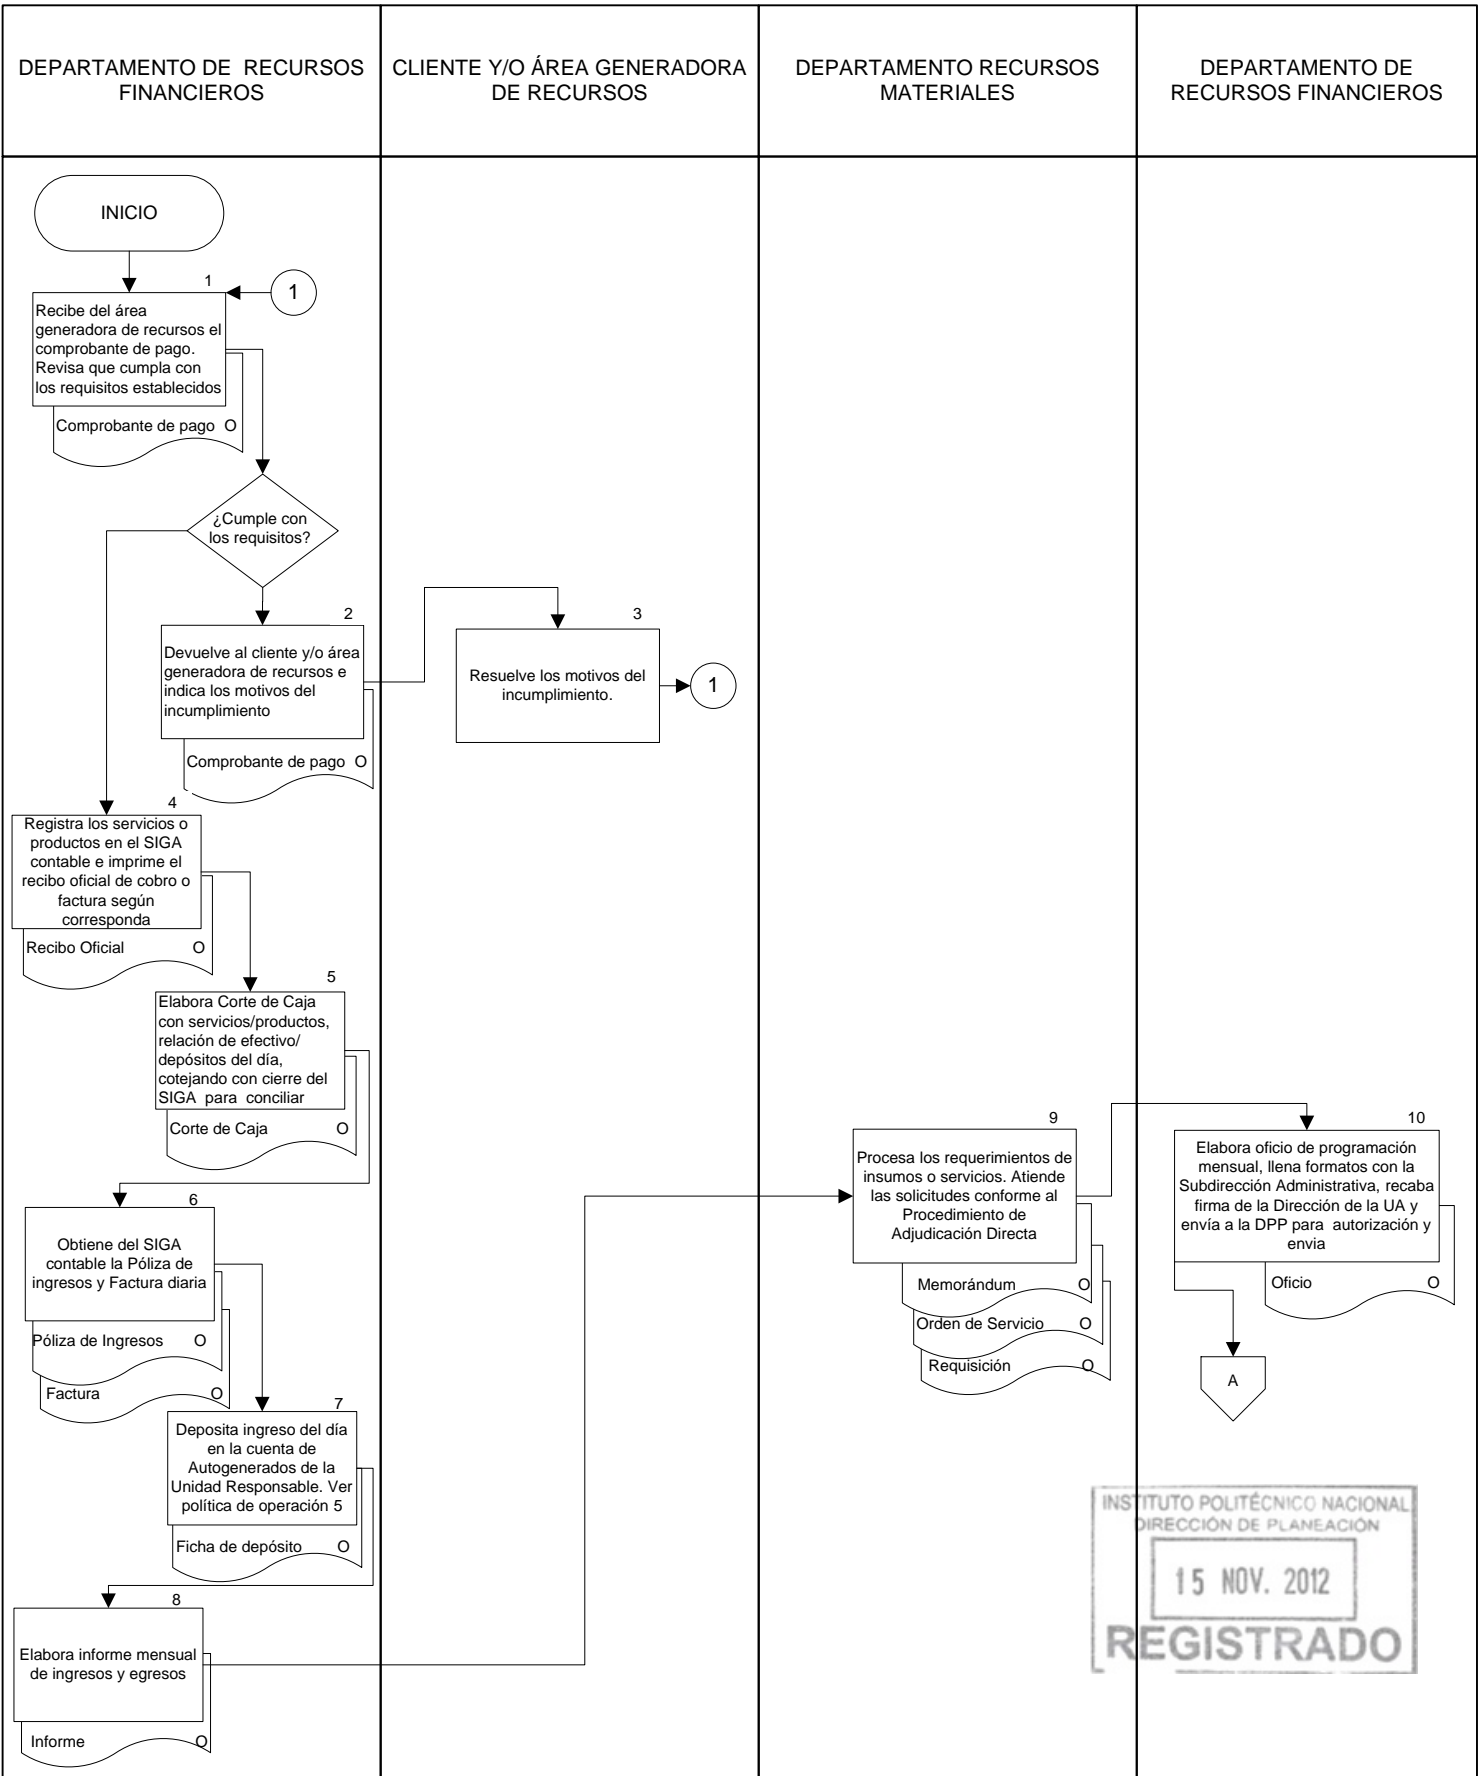 DEPARTAMENTO DE RECURSOS
FINANCIEROS
CLIENTE Y/O ÁREA GENERADORA
DE RECURSOS
DEPARTAMENTO RECURSOS
MATERIALES
DEPARTAMENTO DE
RECURSOS FINANCIEROS
INICIO
1
1
Recibe del área
generadora de recursos el
comprobante de pago.
Revisa que cumpla con
los requisitos establecidos
Comprobante de pago O
¿Cumple con
los requisitos?
2
Devuelve al cliente y/o área
generadora de recursos e
indica los motivos del
incumplimiento
Comprobante de pago O
3
Resuelve los motivos del
incumplimiento.
1
4
Registra los servicios o
productos en el SIGA
contable e imprime el
recibo oficial de cobro o
factura según
corresponda
Recibo Oficial O
5
Elabora Corte de Caja
con servicios/productos,
relación de efectivo/
depósitos del día,
cotejando con cierre del
SIGA para conciliar
Corte de Caja O
6
Obtiene del SIGA
contable la Póliza de
ingresos y Factura diaria
Póliza de Ingresos O
Factura O
7
Deposita ingreso del día
en la cuenta de
Autogenerados de la
Unidad Responsable. Ver
política de operación 5
Ficha de depósito O
8
Elabora informe mensual
de ingresos y egresos
Informe O
9
Procesa los requerimientos de
insumos o servicios. Atiende
las solicitudes conforme al
Procedimiento de
Adjudicación Directa
Memorándum O
Orden de Servicio O
Requisición O
10
Elabora oficio de programación
mensual, llena formatos con la
Subdirección Administrativa, recaba
firma de la Dirección de la UA y
envía a la DPP para autorización y
envia
Oficio O
A
INSTITUTO POLITÉCNICO NACIONAL
DIRECCIÓN DE PLANEACIÓN
15 NOV. 2012
REGISTRADO